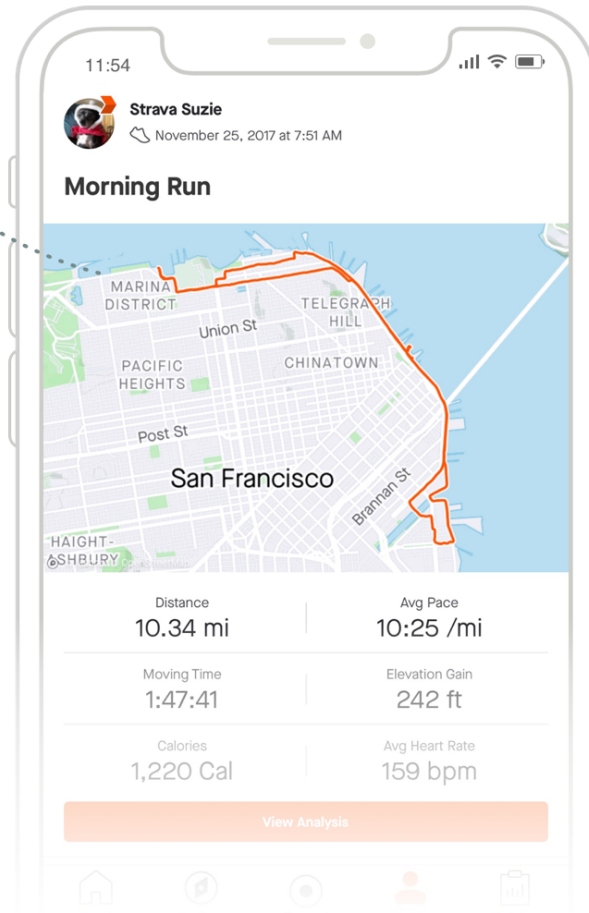 11:54
Strava Suzie
November 25, 2017 at 7:51 AM
Morning Run
MARINA
DISTRICT
TELEGRAPH
HILL
Union St
CHINATOWN
PACIFIC
HEIGHTS
Post St
San Francisco
Brannan St
HAIGHT-
ASHBURY
Distance
Avg Pace
10.34 mi
10:25 /mi
Moving Time
Elevation Gain
1:47:41
242 ft
Calories
Avg Heart Rate
1,220 Cal
159 bpm
View Analysis